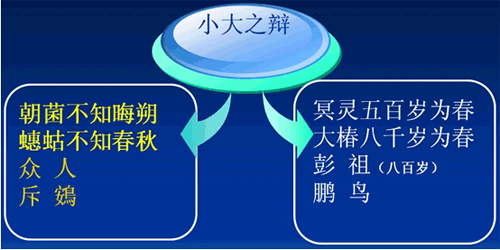 小大之辩
朝菌不知晦朔
蟪蛄不知春秋
众 人
斥 鴳
冥灵五百岁为春
大椿八千岁为春
彭 祖（八百岁）
鹏 鸟